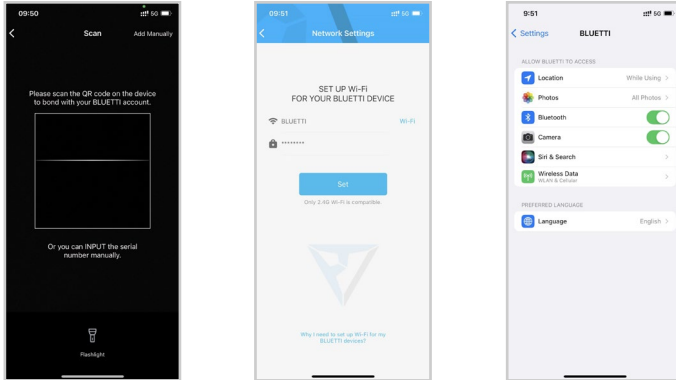 09:50
5G
Scan
Add Manually
Please scan the QR code on the device
to bond with your BLUETTI account.
Or you can INPUT the serial
number manually.
Flashlight
09:51
5G
Network Settings
SET UP Wi-Fi
FOR YOUR BLUETTI DEVICE
BLUETTI
Wi-Fi
********
Set
Only 2.4G Wi-Fi is compatible.
Why I need to set up Wi-Fi for my
BLUETTI devices?
9:51
5G
Settings
BLUETTI
ALLOW BLUETTI TO ACCESS
Location
While Using
Photos
All Photos
Bluetooth
Camera
Siri & Search
Wireless Data
WLAN & Cellular
PREFERRED LANGUAGE
Language
English